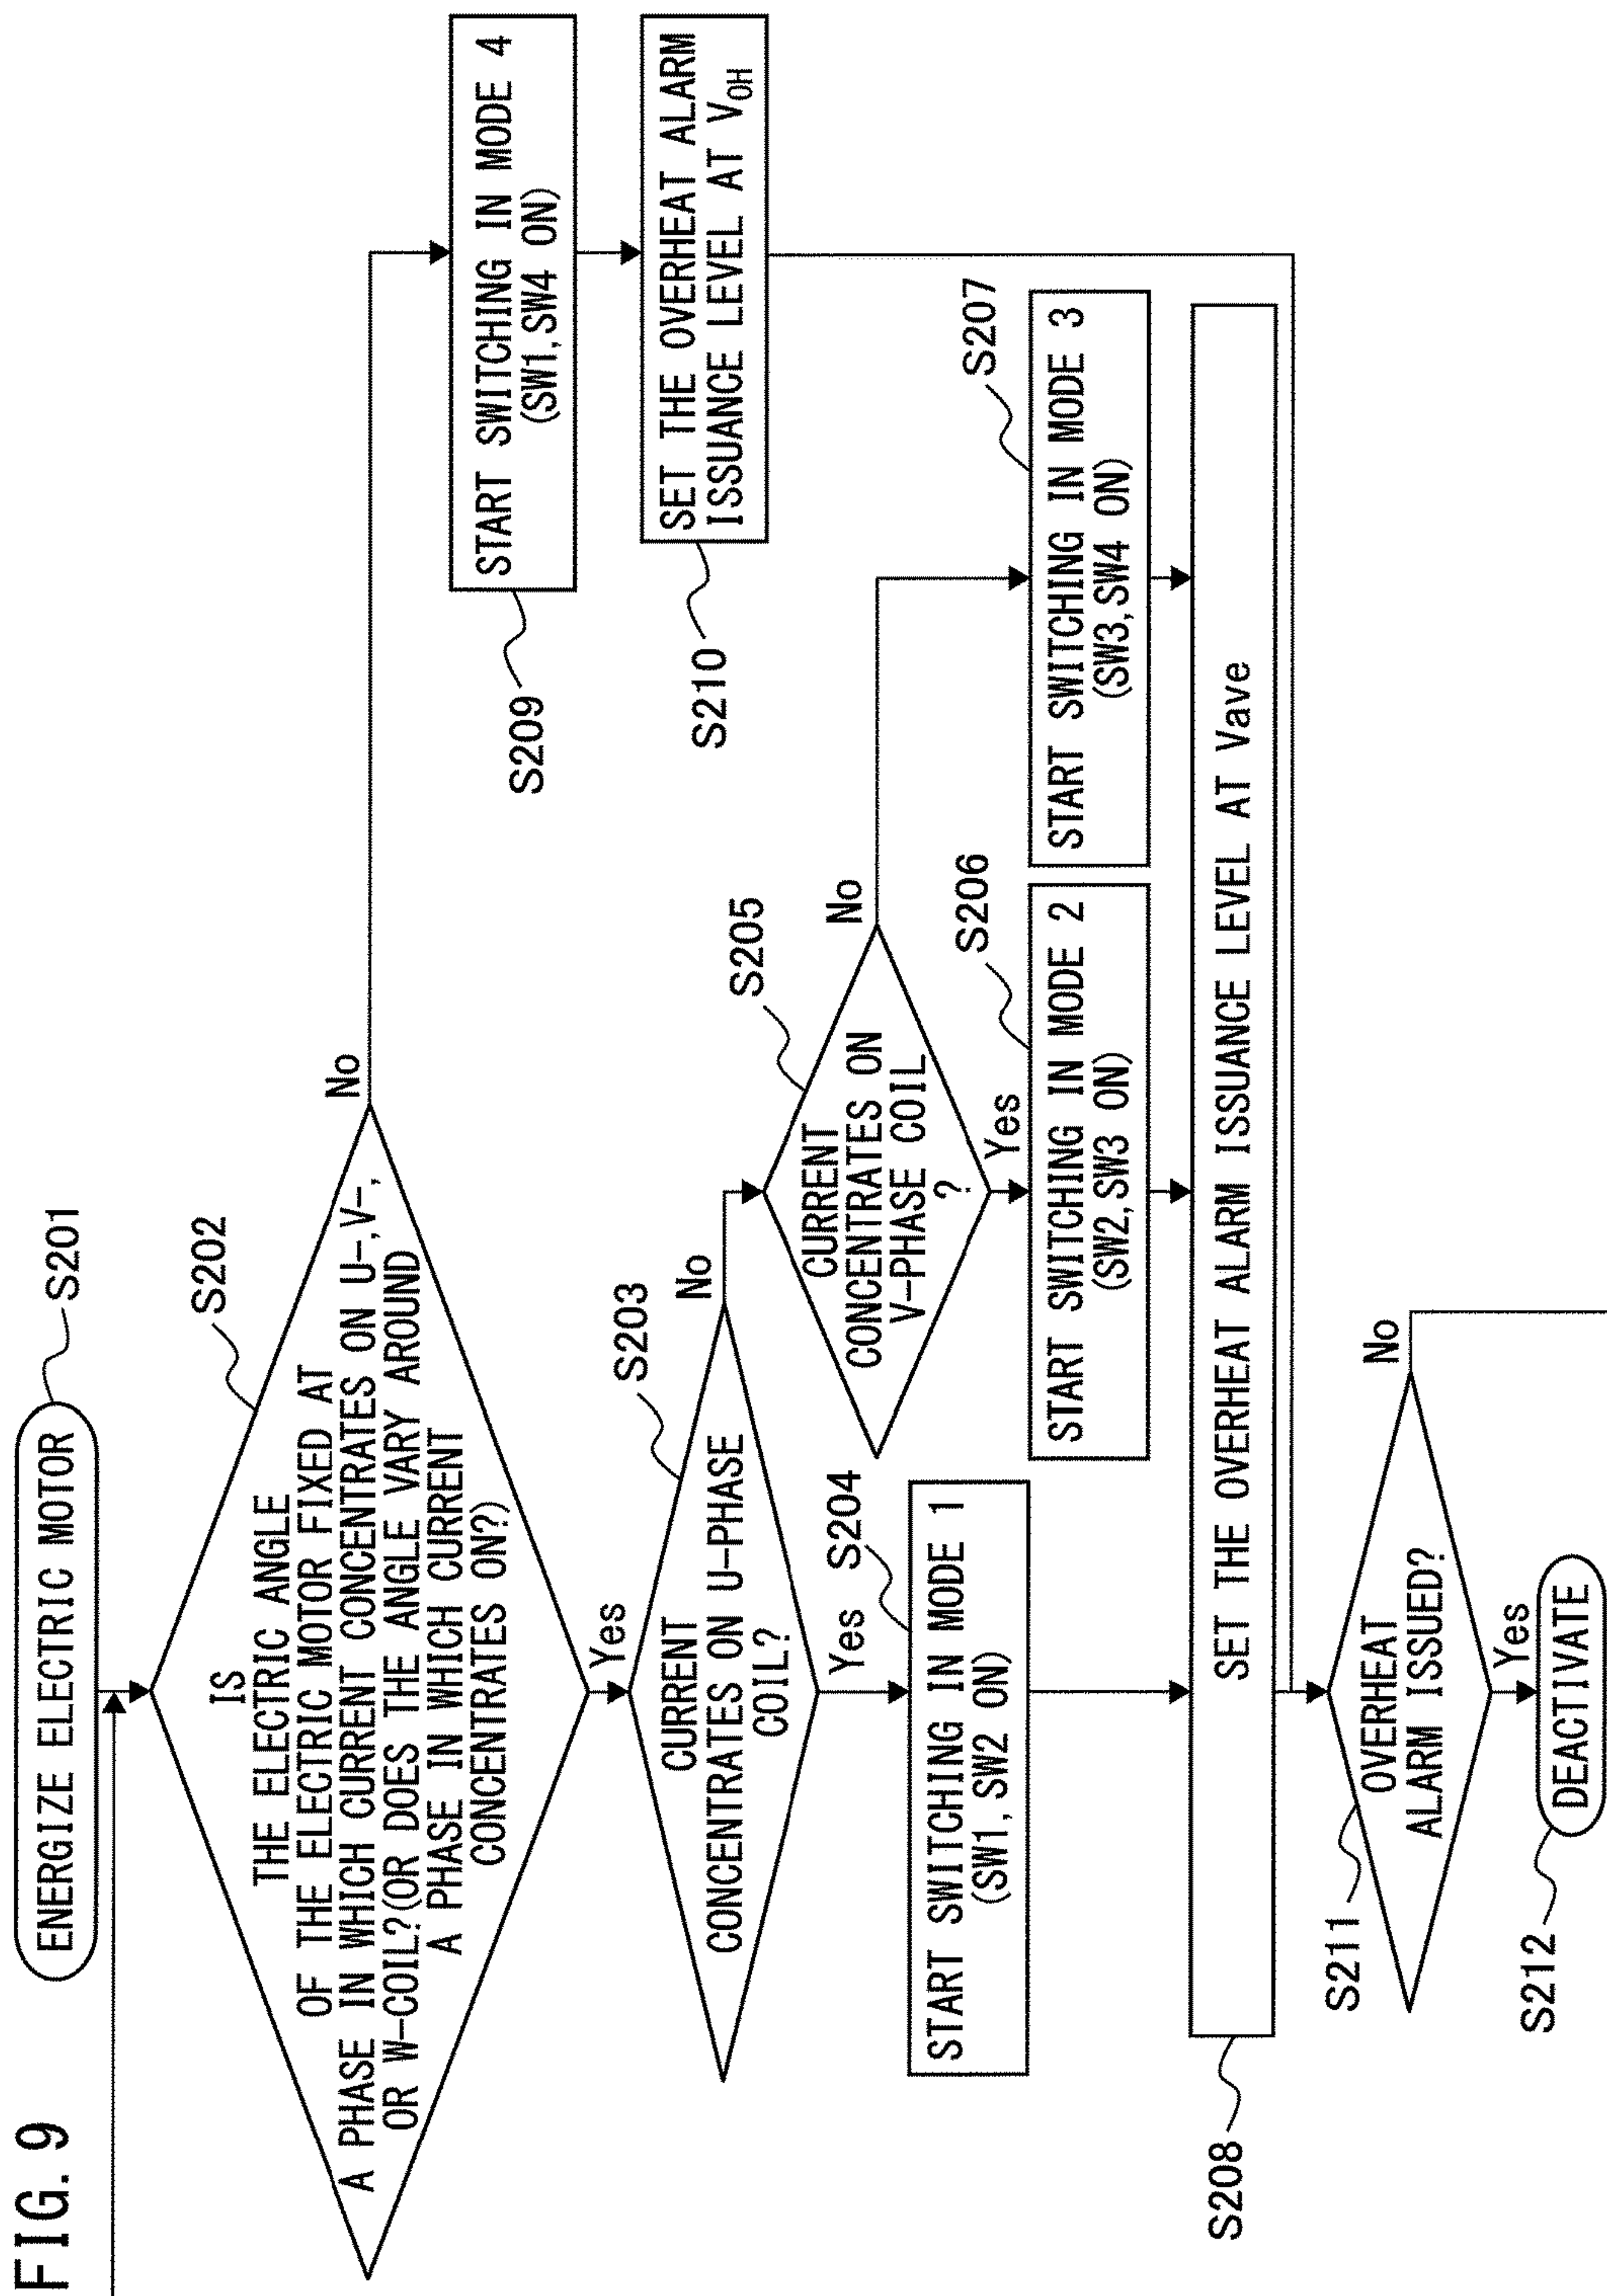 FIG. 9
ENERGIZE ELECTRIC MOTOR
S201
IS
THE ELECTRIC ANGLE
OF THE ELECTRIC MOTOR FIXED AT
A PHASE IN WHICH CURRENT CONCENTRATES ON U-,V-,
OR W-COIL?(OR DOES THE ANGLE VARY AROUND
A PHASE IN WHICH CURRENT
CONCENTRATES ON?)
S202
No
Yes
CURRENT
CONCENTRATES ON U-PHASE
COIL?
S203
No
Yes
START SWITCHING IN MODE 1
(SW1, SW2 ON)
S204
CURRENT
CONCENTRATES ON
V-PHASE COIL
?
S205
No
Yes
START SWITCHING IN MODE 2
(SW2,SW3 ON)
S206
START SWITCHING IN MODE 3
(SW3,SW4 ON)
S207
START SWITCHING IN MODE 4
(SW1,SW4 ON)
S209
SET THE OVERHEAT ALARM
ISSUANCE LEVEL AT VOH
S210
SET THE OVERHEAT ALARM ISSUANCE LEVEL AT Vave
S208
OVERHEAT
ALARM ISSUED?
S211
No
Yes
DEACTIVATE
S212